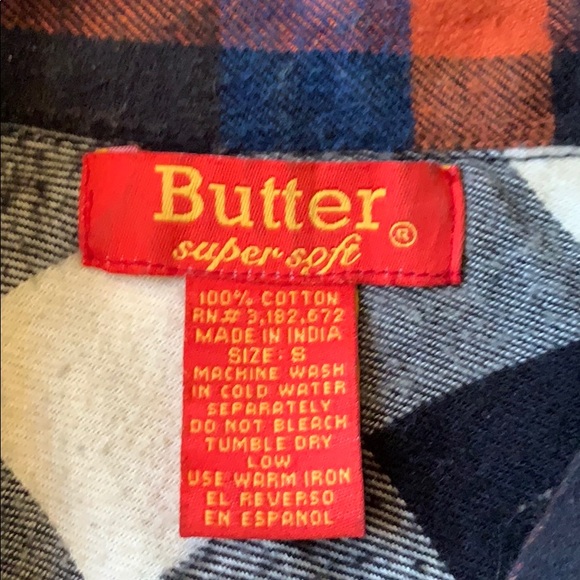 Butter ®
super soft
100% COTTON
RN# 3,182,672
MADE IN INDIA
SIZE: S
MACHINE WASH
IN COLD WATER
SEPARATELY
DO NOT BLEACH
TUMBLE DRY
LOW
USE WARM IRON
EL REVERSO
EN ESPANOL